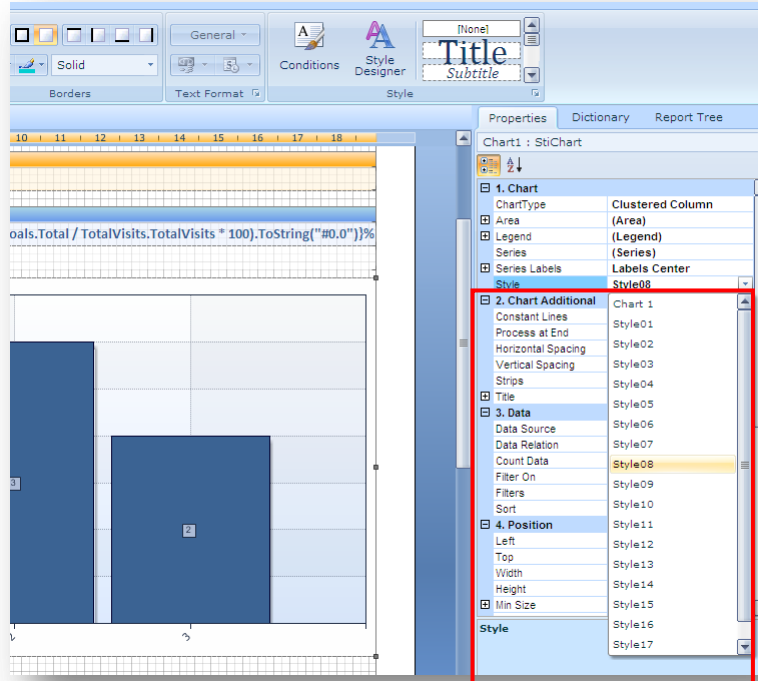 General
[None]
Title
Subtitle
Solid
Conditions
Style Designer
Borders
Text Format
Style
Properties Dictionary Report Tree
Chart1 : StiChart
10 11 12 13 14 15 16 17 18
1. Chart
ChartType Clustered Column
Area (Area)
Legend (Legend)
Series (Series)
Series Labels Labels Center
Style Style08
oals.Total / TotalVisits.TotalVisits * 100).ToString("#0.0")}%
2. Chart Additional
Constant Lines
Process at End
Horizontal Spacing
Vertical Spacing
Strips
Title
3. Data
Data Source
Data Relation
Count Data
Filter On
Filters
Sort
4. Position
Left
Top
Width
Height
Min Size
Style
Chart 1
Style01
Style02
Style03
Style04
Style05
Style06
Style07
Style08
Style09
Style10
Style11
Style12
Style13
Style14
Style15
Style16
Style17
3
2
2
3